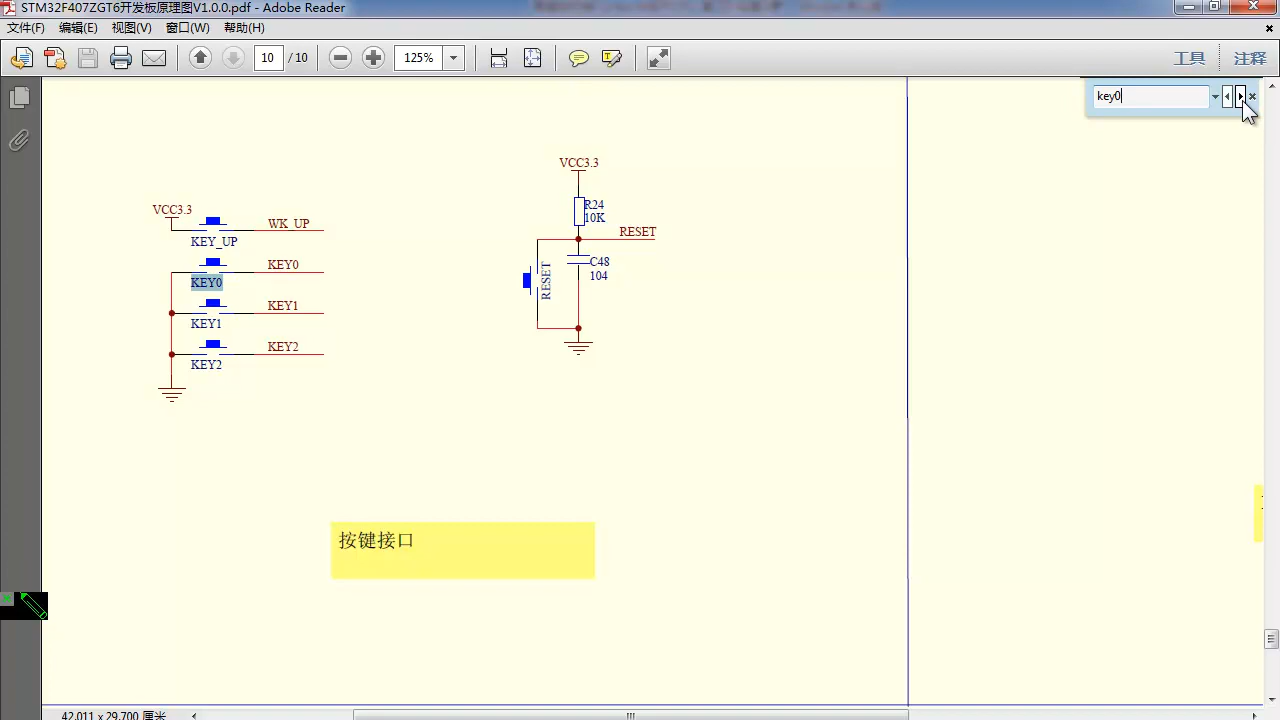 STM32F407ZGT6开发板原理图V1.0.0.pdf - Adobe Reader
文件(F) 编辑(E) 视图(V) 窗口(W) 帮助(H)
10 / 10 125% 工具 注释
key0
VCC3.3
R24
10K
RESET
C48
104
RESET
VCC3.3
WK_UP
KEY_UP
KEY0
KEY0
KEY1
KEY1
KEY2
KEY2
按键接口
42.011 x 29.700 厘米